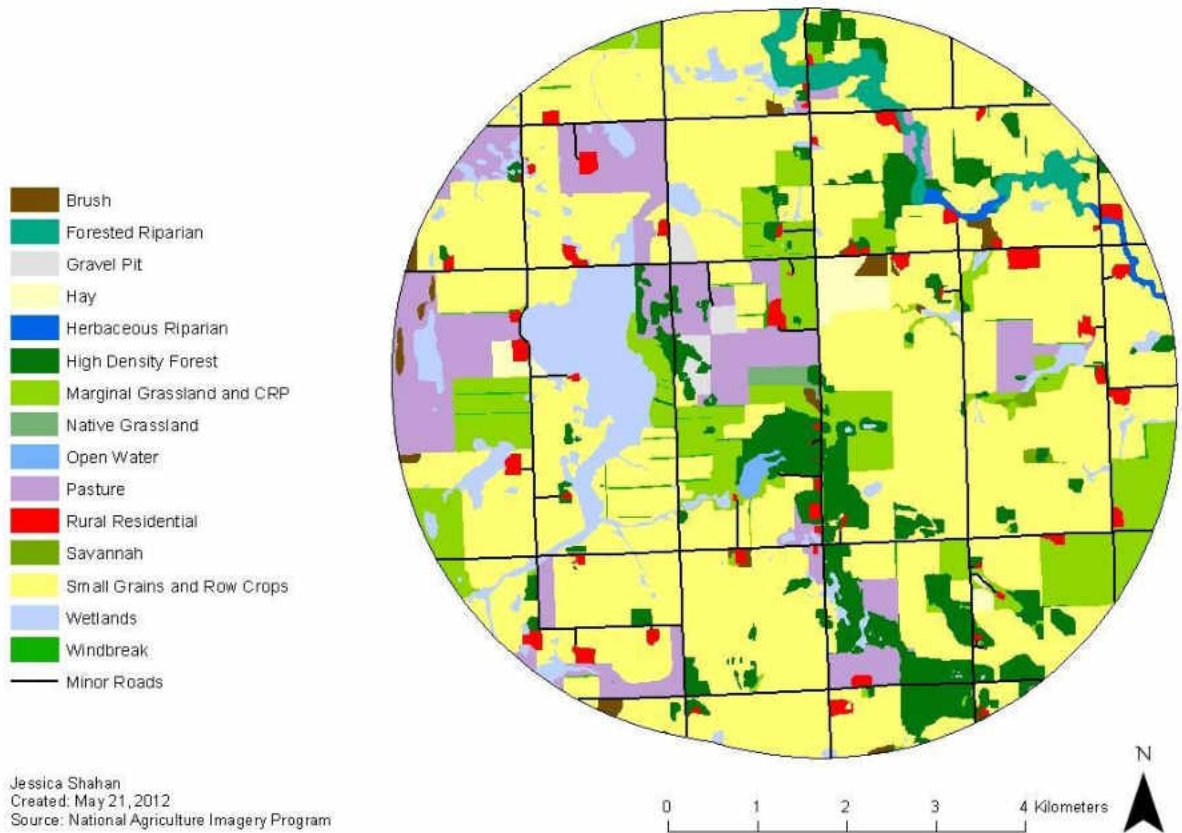 Brush
Forested Riparian
Gravel Pit
Hay
Herbaceous Riparian
High Density Forest
Marginal Grassland and CRP
Native Grassland
Open Water
Pasture
Rural Residential
Savannah
Small Grains and Row Crops
Wetlands
Windbreak
Minor Roads
Jessica Shahan
Created: May 21, 2012
Source: National Agriculture Imagery Program
0 1 2 3 4 Kilometers
N